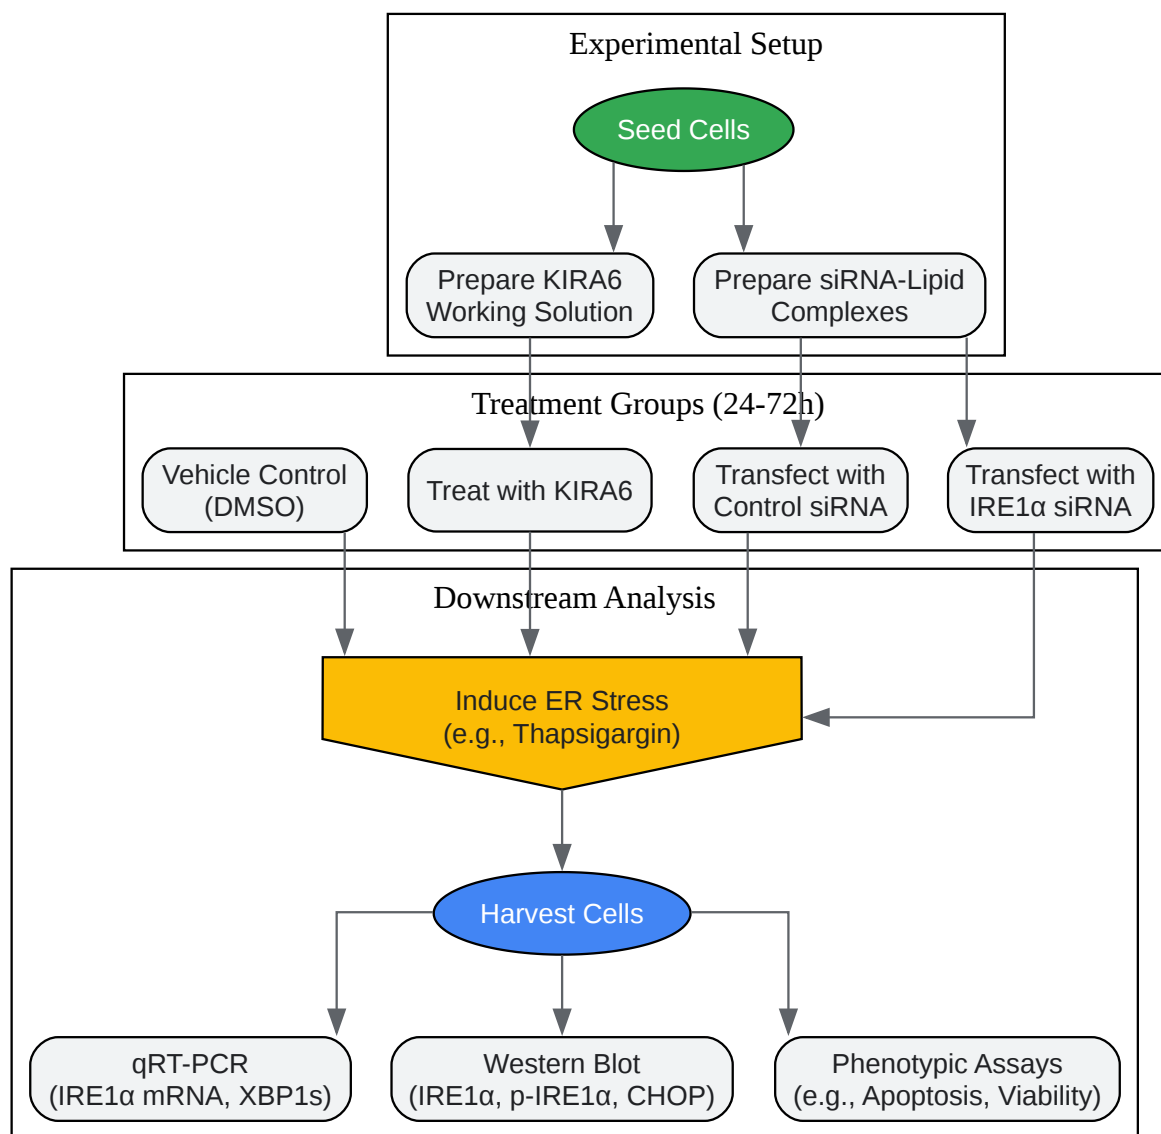 Experimental Setup
Seed Cells
Prepare KIRA6
Working Solution
Prepare siRNA-Lipid
Complexes
Treatment Groups (24-72h)
Vehicle Control
(DMSO)
Treat with KIRA6
Transfect with
Control siRNA
Transfect with
IRE1α siRNA
Downstream Analysis
Induce ER Stress
(e.g., Thapsigargin)
Harvest Cells
qRT-PCR
(IRE1α mRNA, XBP1s)
Western Blot
(IRE1α, p-IRE1α, CHOP)
Phenotypic Assays
(e.g., Apoptosis, Viability)